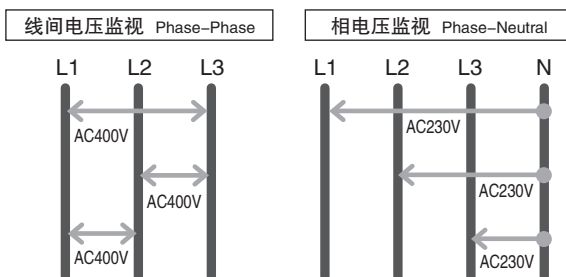 线间电压监视 Phase–Phase
L1 L2 L3
AC400V
AC400V
AC400V
相电压监视 Phase–Neutral
L1 L2 L3 N
AC230V
AC230V
AC230V